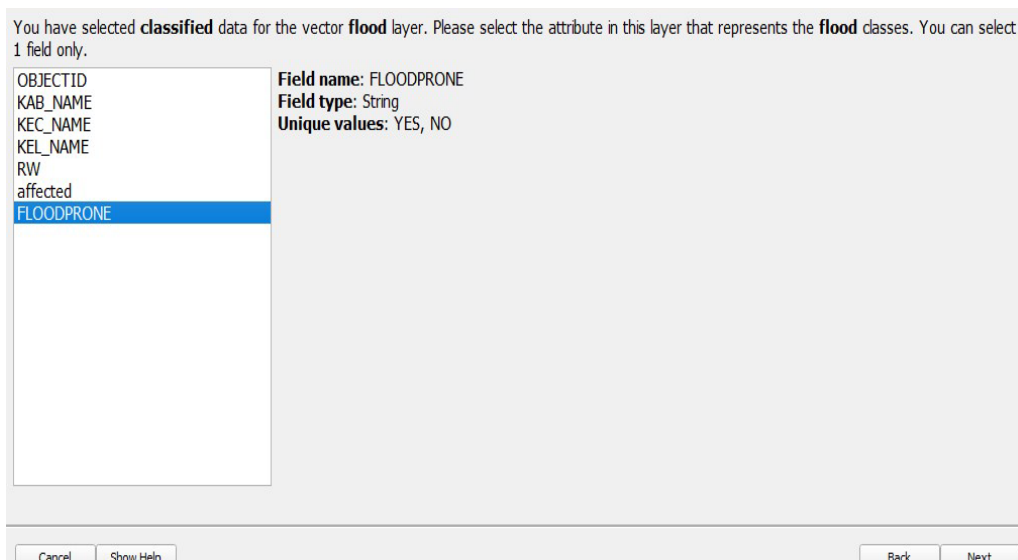 You have selected classified data for the vector flood layer. Please select the attribute in this layer that represents the flood classes. You can select
1 field only.
OBJECTID
KAB_NAME
KEC_NAME
KEL_NAME
RW
affected
FLOODPRONE
Field name: FLOODPRONE
Field type: String
Unique values: YES, NO
Cancel Show Help Back Next